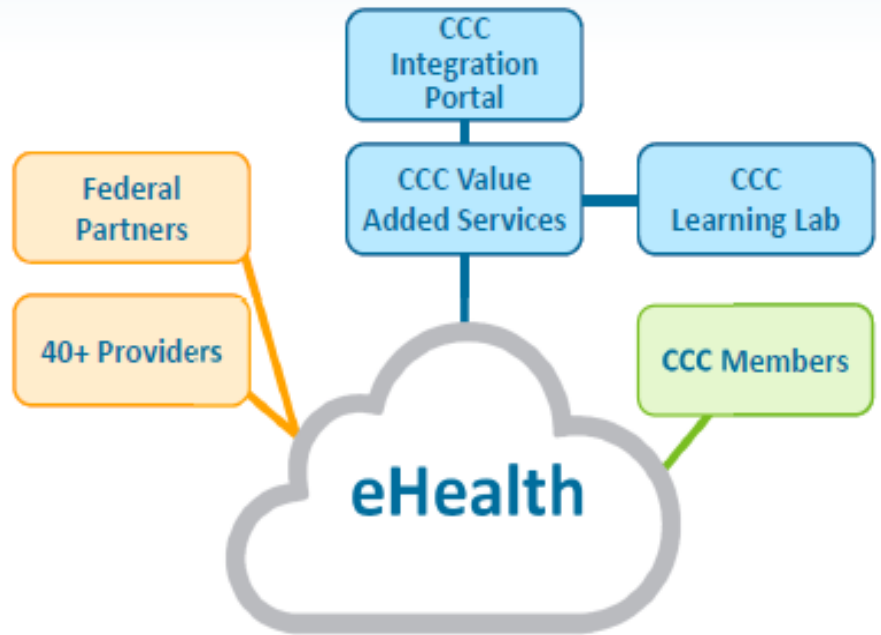 CCC
Integration
Portal
Federal
Partners
CCC Value
Added Services
CCC
Learning Lab
40+ Providers
CCC Members
eHealth